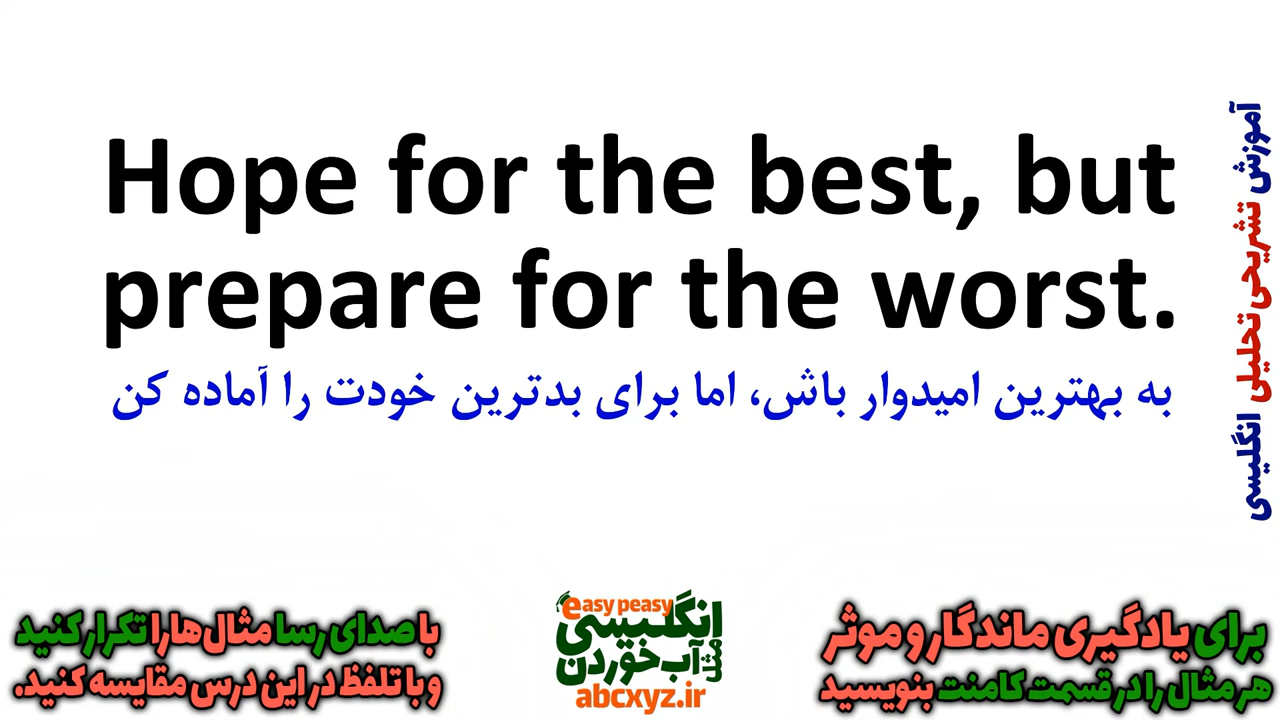 Hope for the best, but
prepare for the worst.
به بهترین امیدوار باش، اما برای بدترین خودت را آماده کن
آموزش تشریحی تحلیلی انگلیسی
برای یادگیری ماندگار و موثر
هر مثال را در قسمت کامنت بنویسید
easy peasy
انگلیسی
مثل آب خوردن
abcxyz.ir
با صدای رسا مثال‌ها را تکرار کنید
و با تلفظ در این درس مقایسه کنید.